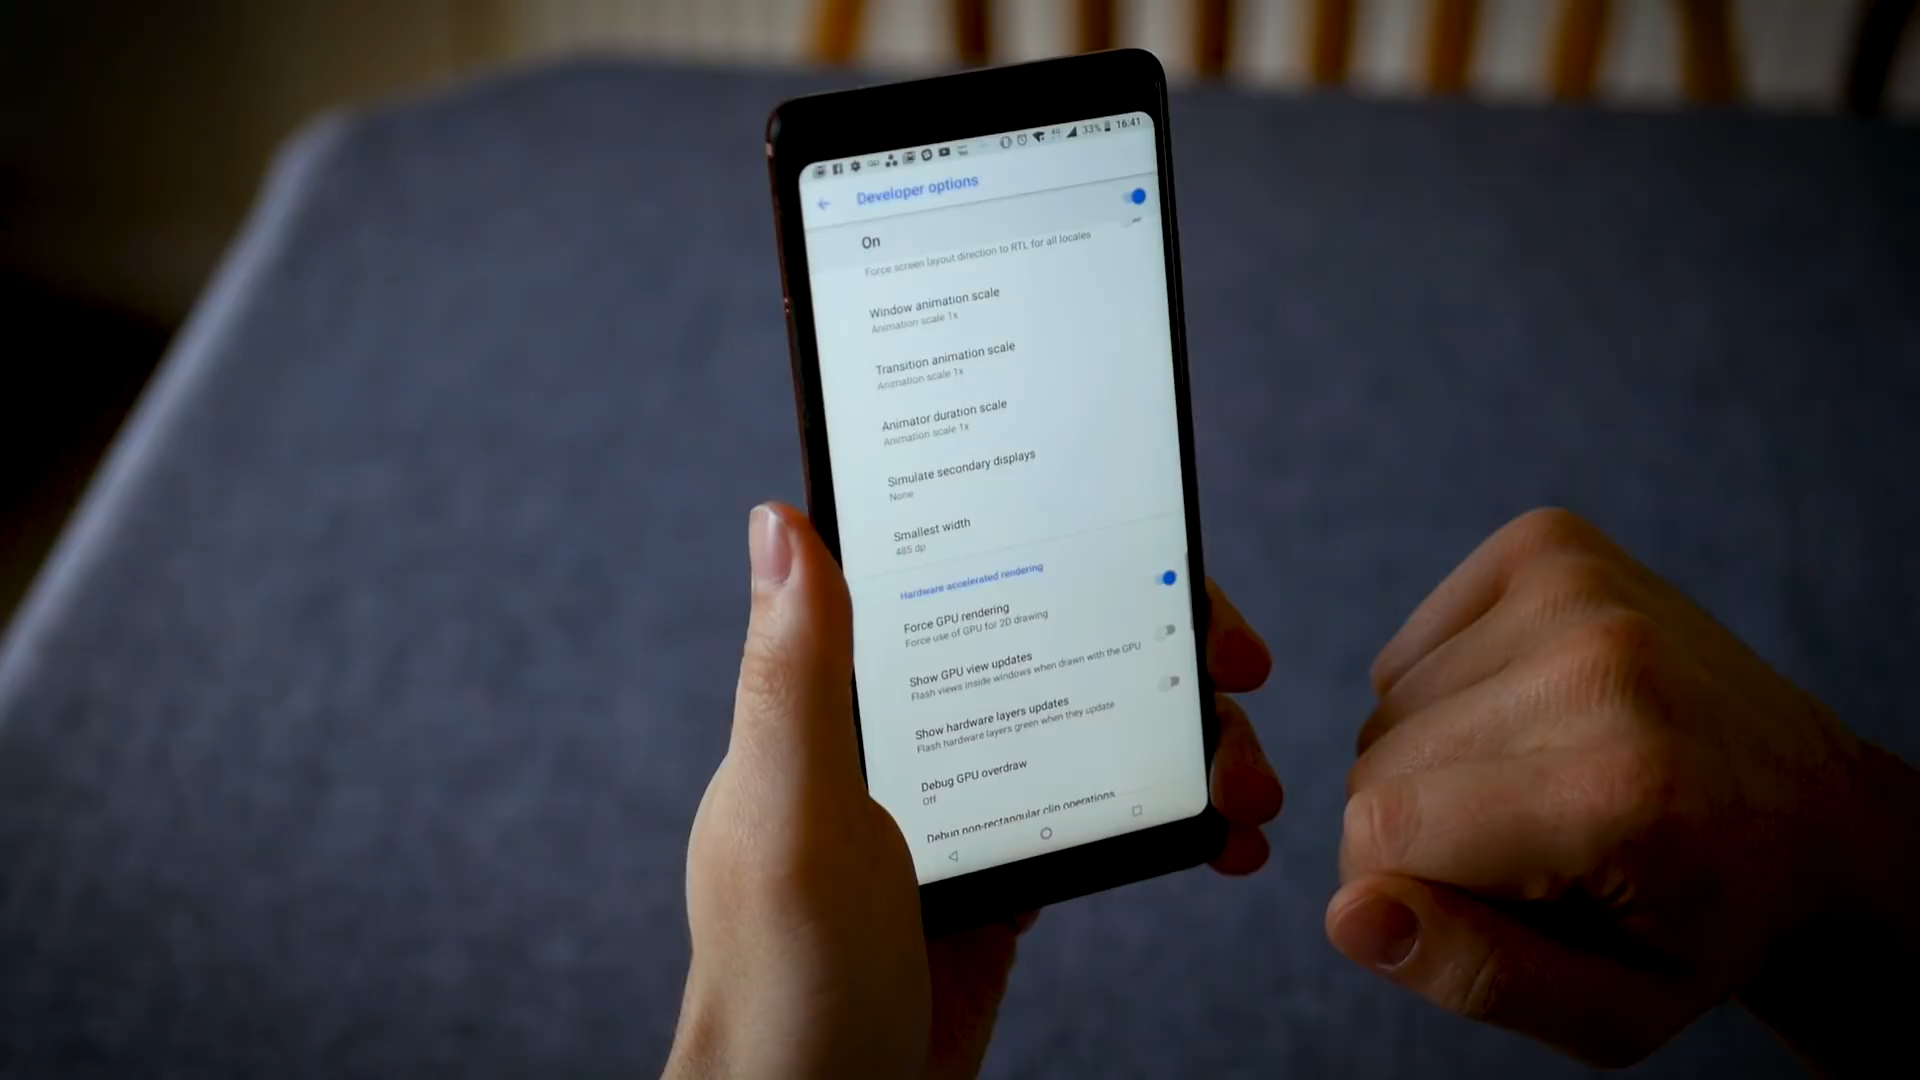 33% 16:41
Developer options
On
Force screen layout direction to RTL for all locales
Window animation scale
Animation scale 1x
Transition animation scale
Animation scale 1x
Animator duration scale
Animation scale 1x
Simulate secondary displays
None
Smallest width
485 dp
Hardware accelerated rendering
Force GPU rendering
Force use of GPU for 2D drawing
Show GPU view updates
Flash views inside windows when drawn with the GPU
Show hardware layers updates
Flash hardware layers green when they update
Debug GPU overdraw
Off
Debug non-rectangular clip operations